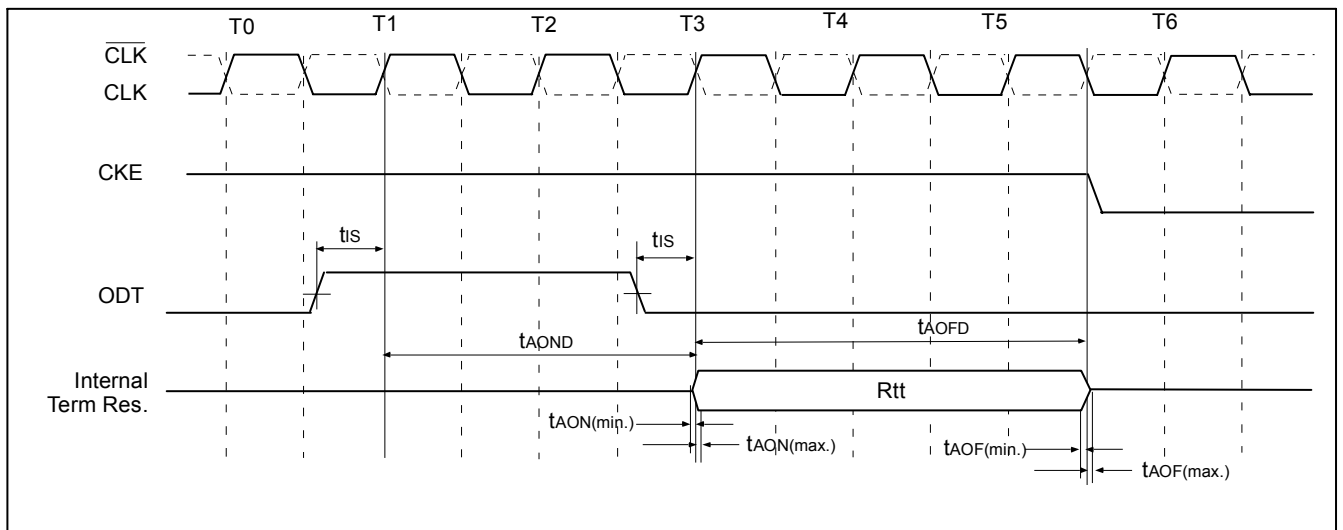 T0 T1 T2 T3 T4 T5 T6
CLK
CLK
CKE
tIS tIS
ODT
tAOND tAOFD
Internal
Term Res.
Rtt
tAON(min.)
tAON(max.)
tAOF(min.)
tAOF(max.)